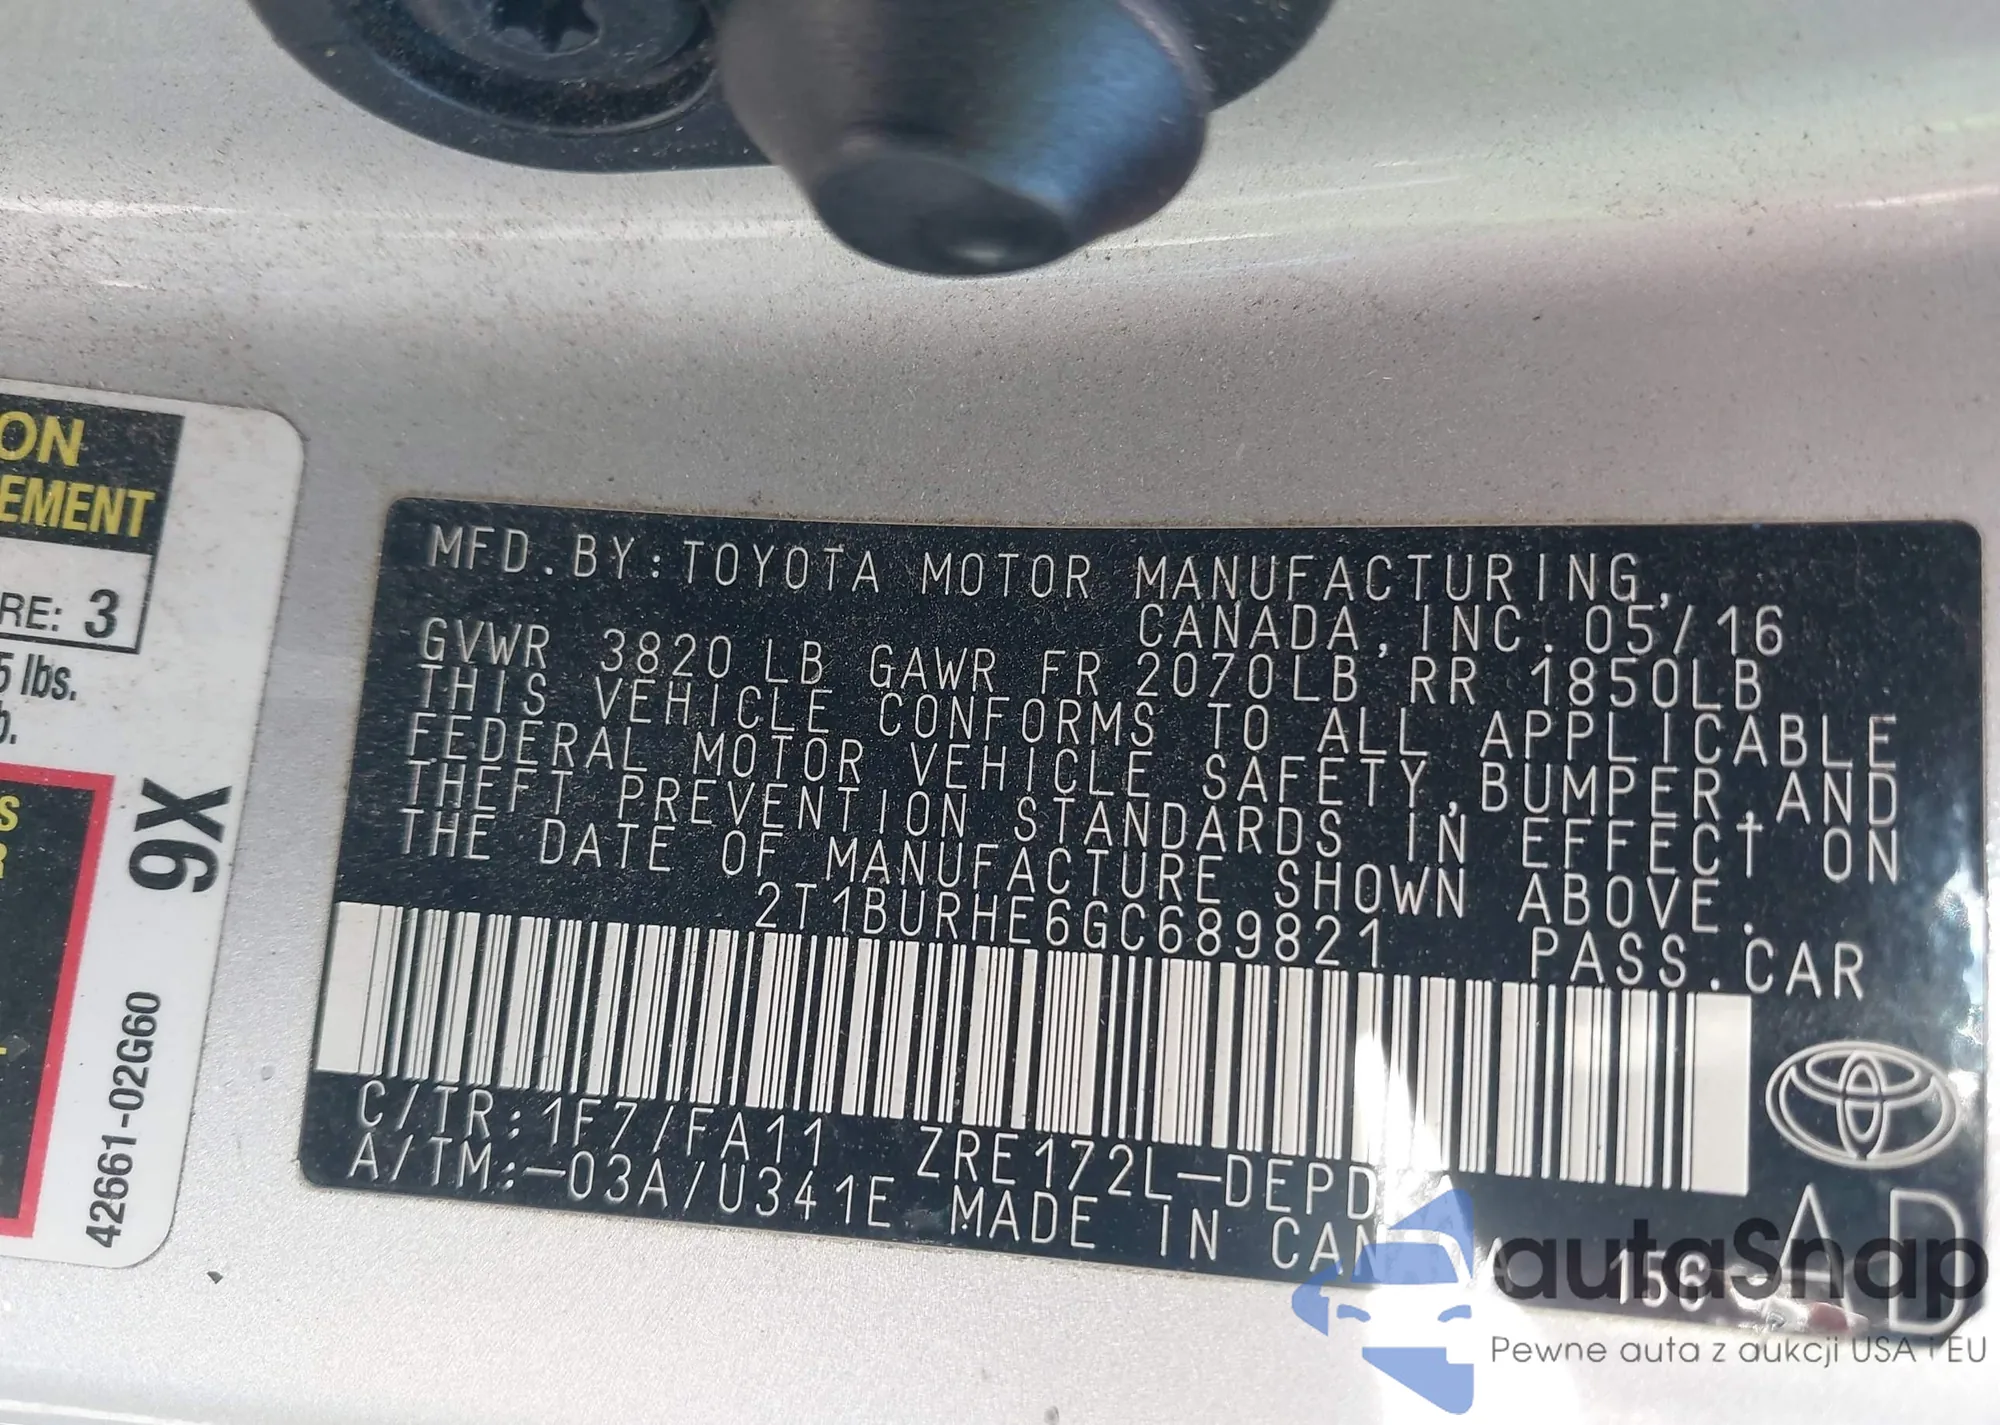 ON
EMENT
RE: 3
5 lbs.
b.
S
R
9X
42661-02G60
MFD.BY:TOYOTA MOTOR MANUFACTURING,
CANADA,INC.05/16
GVWR 3820 LB GAWR FR 2070LB RR 1850LB
THIS VEHICLE CONFORMS TO ALL APPLICABLE
FEDERAL MOTOR VEHICLE SAFETY,BUMPER,AND
THEFT PREVENTION STANDARDS IN EFFECT ON
THE DATE OF MANUFACTURE SHOWN ABOVE.
2T1BURHE6GC689821 PASS.CAR
C/TR:1F7/FA11 ZRE172L-DEPD
A/TM:-03A/U341E MADE IN CAN A 156
AD
autaSnap
Pewne auta z aukcji USA i EU